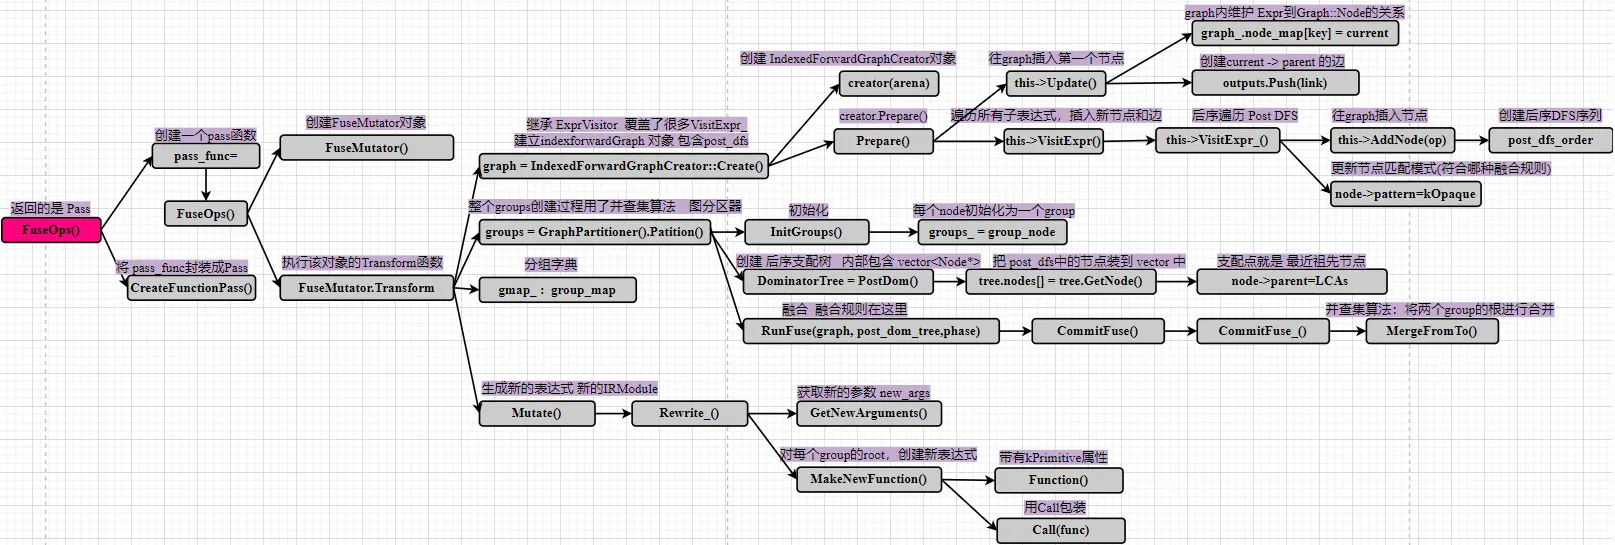 返回的是 Pass
FuseOps()
创建一个pass函数
pass_func=
FuseOps()
将 pass_func封装成Pass
CreateFunctionPass()
创建FuseMutator对象
FuseMutator()
执行该对象的Transform函数
FuseMutator.Transform
继承 ExprVisitor 覆盖了很多VisitExpr_
建立indexforwardGraph 对象 包含post_dfs
graph = IndexedForwardGraphCreator::Create()
创建 IndexedForwardGraphCreator对象
creator(arena)
creator.Prepare()
Prepare()
往graph插入第一个节点
this->Update()
graph内维护 Expr到Graph::Node的关系
graph_.node_map[key] = current
创建current -> parent 的边
outputs.Push(link)
遍历所有子表达式，插入新节点和边
this->VisitExpr()
后序遍历 Post DFS
this->VisitExpr_()
往graph插入节点
this->AddNode(op)
创建后序DFS序列
post_dfs_order
更新节点匹配模式(符合哪种融合规则)
node->pattern=kOpaque
整个groups创建过程用了并查集算法 图分区器
groups = GraphPartitioner().Patition()
初始化
InitGroups()
每个node初始化为一个group
groups_ = group_node
创建 后序支配树 内部包含 vector<Node*>
DominatorTree = PostDom()
把 post_dfs中的节点装到 vector 中
tree.nodes[] = tree.GetNode()
支配点就是 最近祖先节点
node->parent=LCAs
融合 融合规则在这里
RunFuse(graph, post_dom_tree,phase)
CommitFuse()
CommitFuse_()
并查集算法：将两个group的根进行合并
MergeFromTo()
分组字典
gmap_ : group_map
生成新的表达式 新的IRModule
Mutate()
Rewrite_()
获取新的参数 new_args
GetNewArguments()
对每个group的root，创建新表达式
MakeNewFunction()
带有kPrimitive属性
Function()
用Call包装
Call(func)